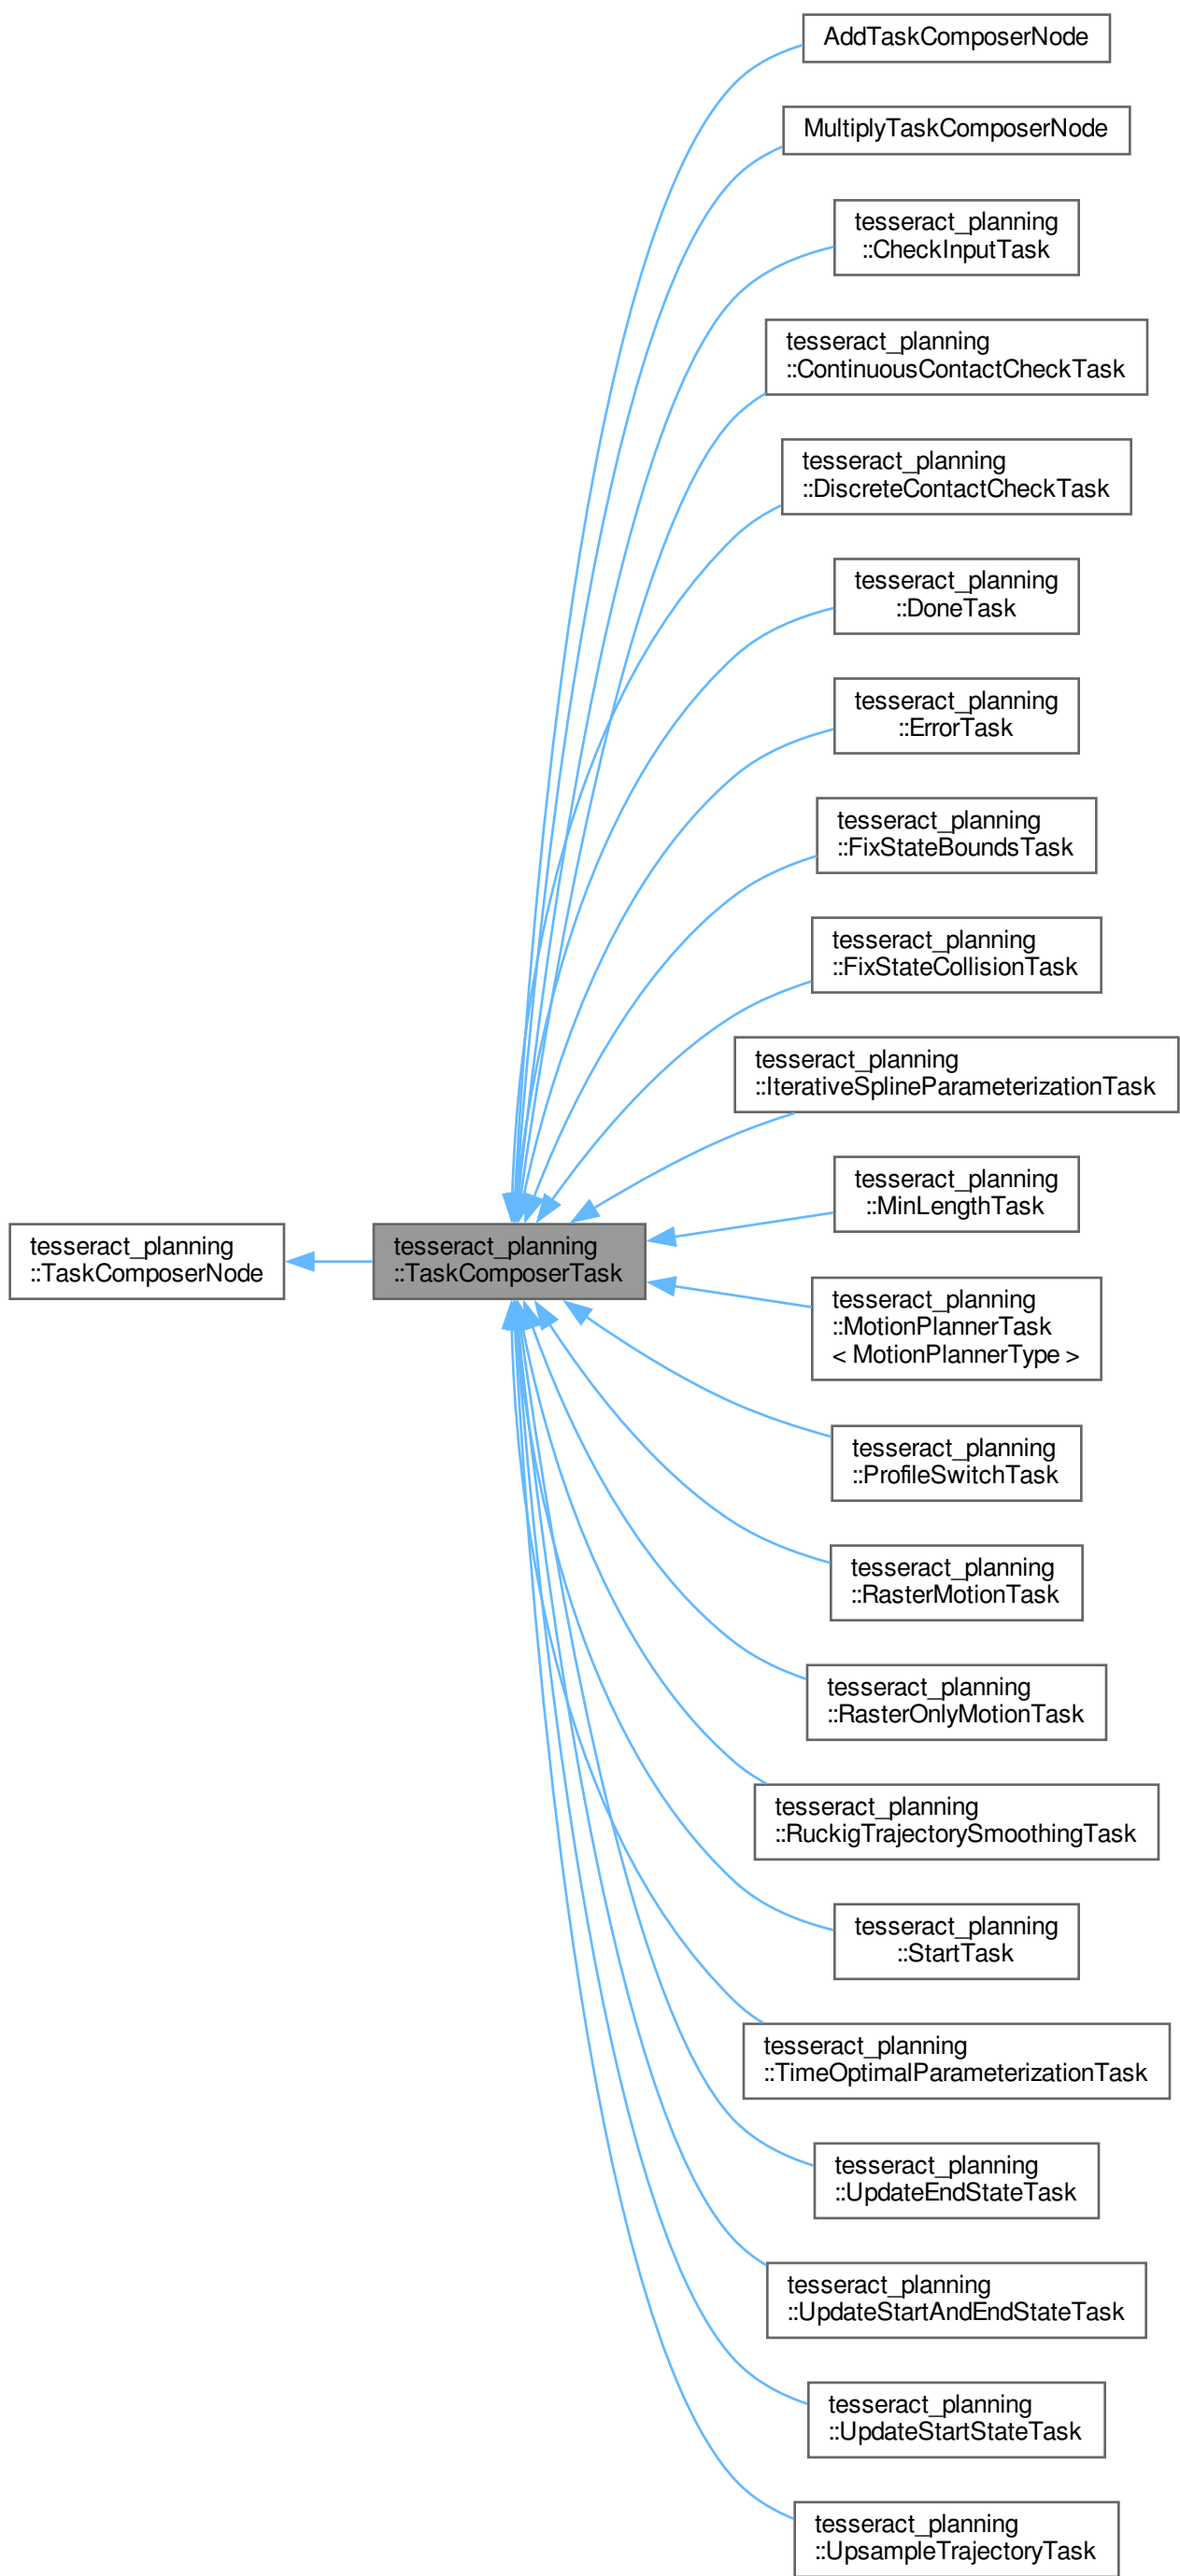 AddTaskComposerNode
MultiplyTaskComposerNode
tesseract_planning
::CheckInputTask
tesseract_planning
::ContinuousContactCheckTask
tesseract_planning
::DiscreteContactCheckTask
tesseract_planning
::DoneTask
tesseract_planning
::ErrorTask
tesseract_planning
::FixStateBoundsTask
tesseract_planning
::FixStateCollisionTask
tesseract_planning
::IterativeSplineParameterizationTask
tesseract_planning
::MinLengthTask
tesseract_planning
::TaskComposerNode
tesseract_planning
::TaskComposerTask
tesseract_planning
::MotionPlannerTask
< MotionPlannerType >
tesseract_planning
::ProfileSwitchTask
tesseract_planning
::RasterMotionTask
tesseract_planning
::RasterOnlyMotionTask
tesseract_planning
::RuckigTrajectorySmoothingTask
tesseract_planning
::StartTask
tesseract_planning
::TimeOptimalParameterizationTask
tesseract_planning
::UpdateEndStateTask
tesseract_planning
::UpdateStartAndEndStateTask
tesseract_planning
::UpdateStartStateTask
tesseract_planning
::UpsampleTrajectoryTask